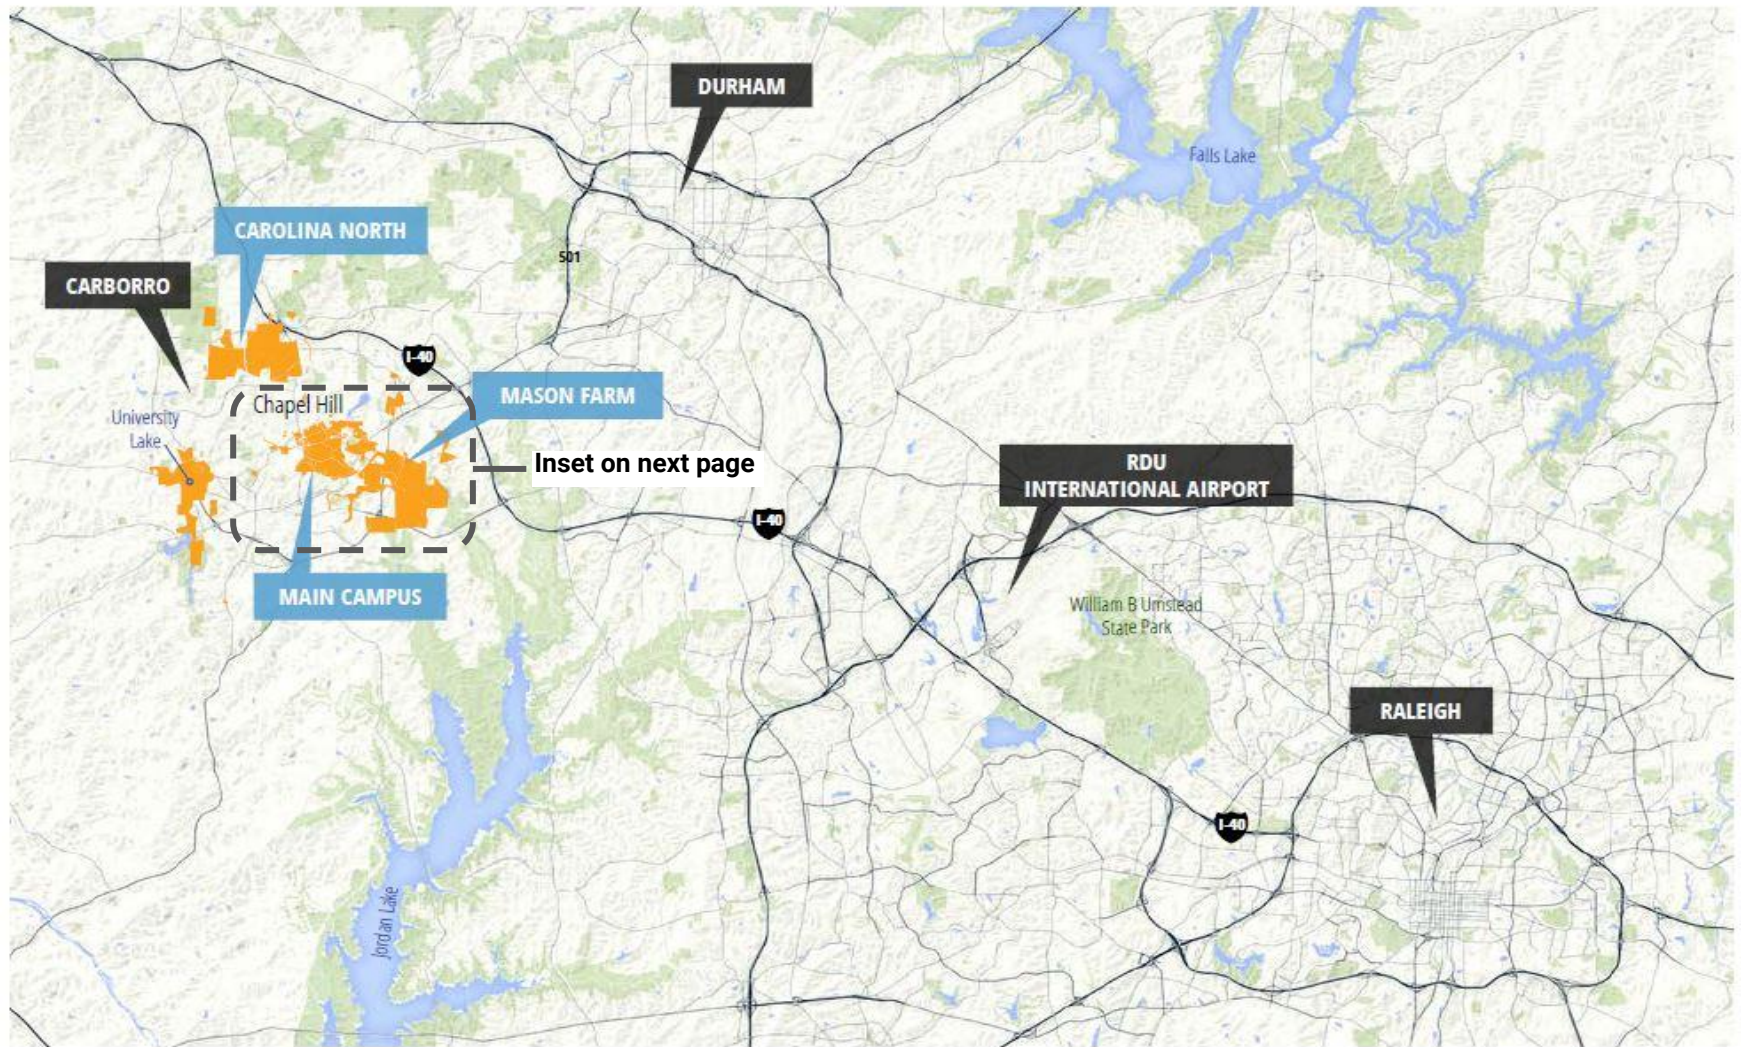 DURHAM
Falls Lake
CAROLINA NORTH
501
CARBORRO
I-40
MASON FARM
Chapel Hill
University
Lake
Inset on next page
RDU
INTERNATIONAL AIRPORT
I-40
MAIN CAMPUS
William B Umstead
State Park
RALEIGH
I-40
Jordan Lake